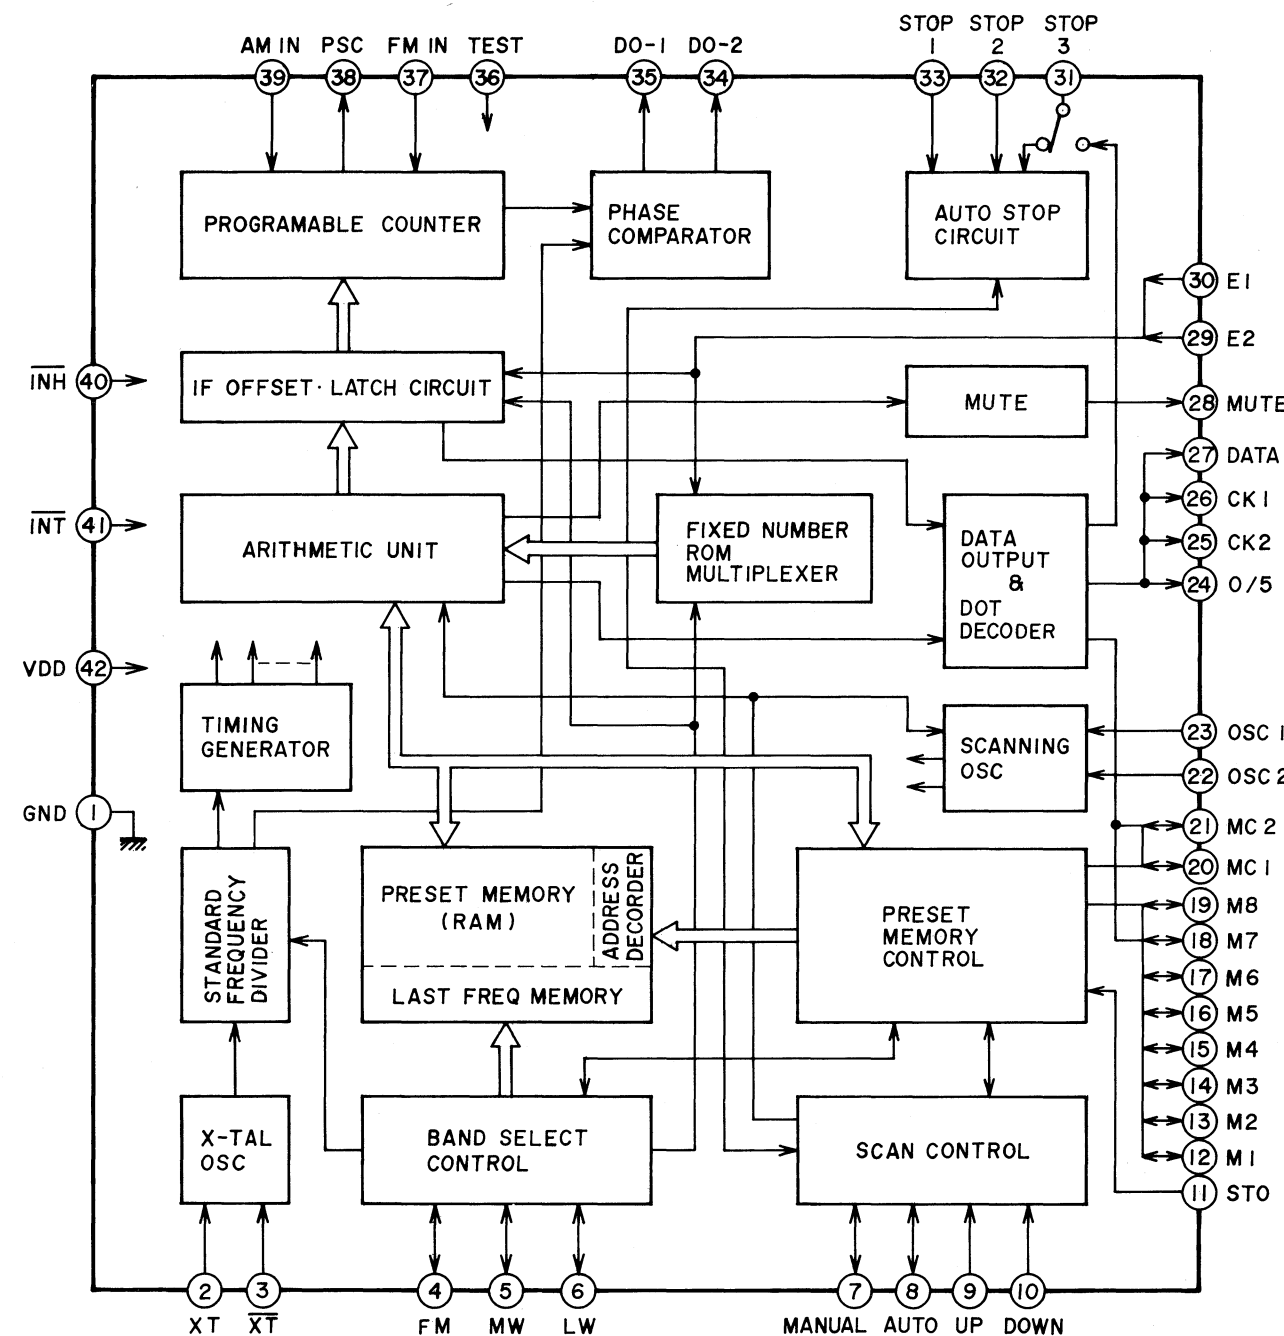 AM IN PSC FM IN TEST DO-1 DO-2 STOP 1 STOP 2 STOP 3
39 38 37 36 35 34 33 32 31
PROGRAMABLE COUNTER
PHASE
COMPARATOR
AUTO STOP
CIRCUIT
30 E1
29 E2
INH 40
IF OFFSET · LATCH CIRCUIT
MUTE
28 MUTE
27 DATA
26 CK1
25 CK2
24 0/5
INT 41
ARITHMETIC UNIT
FIXED NUMBER
ROM
MULTIPLEXER
DATA
OUTPUT
&
DOT
DECODER
VDD 42
TIMING
GENERATOR
SCANNING
OSC
23 OSC 1
22 OSC 2
GND 1
21 MC2
20 MC1
19 M8
18 M7
17 M6
16 M5
15 M4
14 M3
13 M2
12 M1
11 STO
STANDARD
FREQUENCY
DIVIDER
PRESET MEMORY
(RAM)
ADDRESS
DECORDER
LAST FREQ MEMORY
PRESET
MEMORY
CONTROL
X-TAL
OSC
BAND SELECT
CONTROL
SCAN CONTROL
2 3 4 5 6 7 8 9 10
XT XT FM MW LW MANUAL AUTO UP DOWN